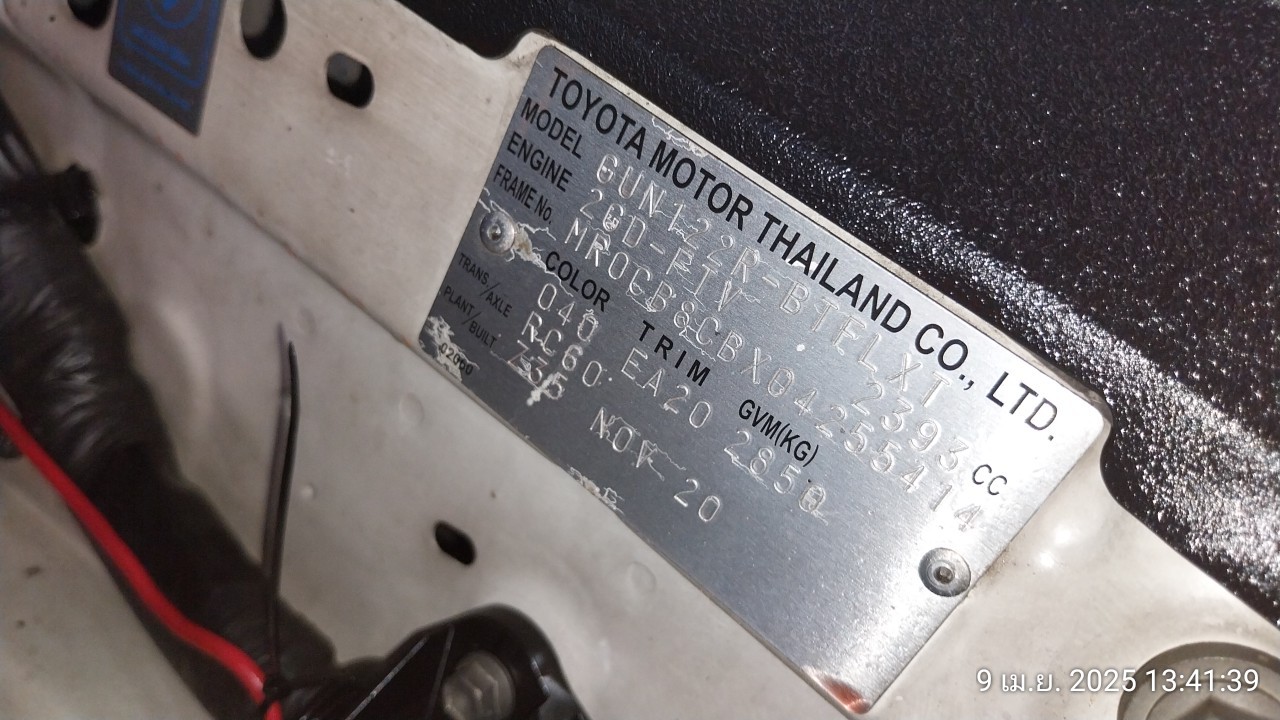 TOYOTA MOTOR THAILAND CO., LTD.
MODEL GUN122R-BTFLXT
ENGINE 2GD-FTV 2393 CC
FRAME No. MR0CB8CBX04255414
COLOR TRIM GVM(KG)
040 EA20 2850
TRANS/AXLE RC60
PLANT/BUILT 735 NOV 20
02000
9 เม.ย. 2025 13:41:39